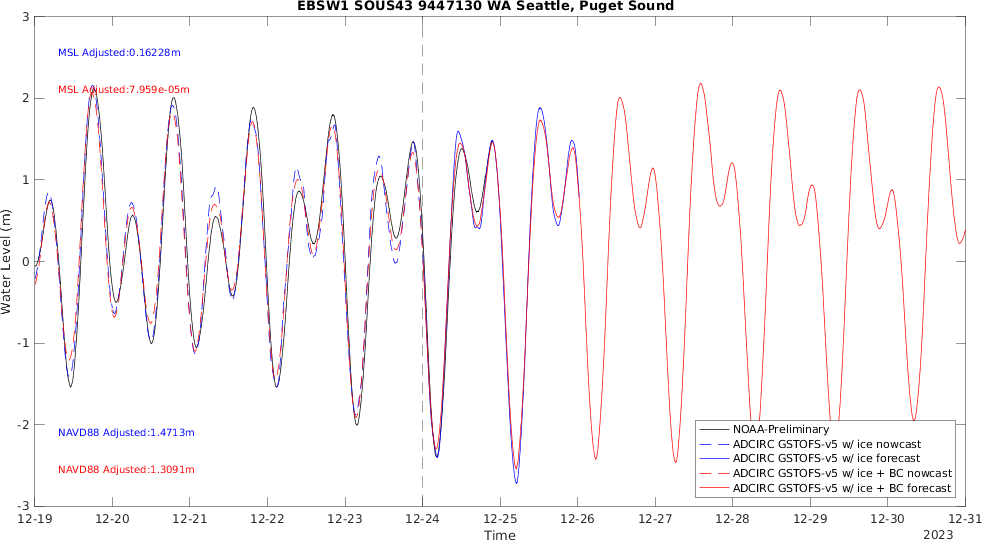 EBSW1 SOUS43 9447130 WA Seattle, Puget Sound
3
2
1
0
-1
-2
-3
Water Level (m)
MSL Adjusted:0.16228m
MSL Adjusted:7.959e-05m
NAVD88 Adjusted:1.4713m
NAVD88 Adjusted:1.3091m
NOAA-Preliminary
ADCIRC GSTOFS-v5 w/ ice nowcast
ADCIRC GSTOFS-v5 w/ ice forecast
ADCIRC GSTOFS-v5 w/ ice + BC nowcast
ADCIRC GSTOFS-v5 w/ ice + BC forecast
12-19 12-20 12-21 12-22 12-23 12-24 12-25 12-26 12-27 12-28 12-29 12-30 12-31
Time
2023